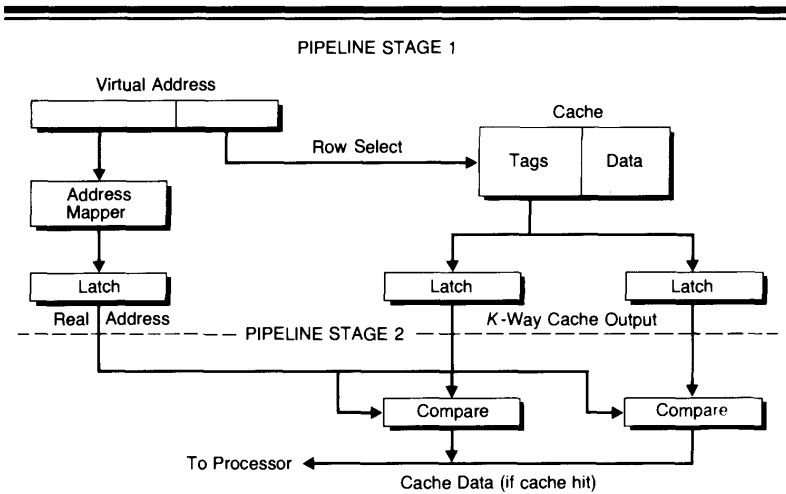 PIPELINE STAGE 1
Virtual Address
Cache
Row Select
Tags
Data
Address
Mapper
Latch
Latch
Latch
Real Address
K-Way Cache Output
PIPELINE STAGE 2
Compare
Compare
To Processor
Cache Data (if cache hit)